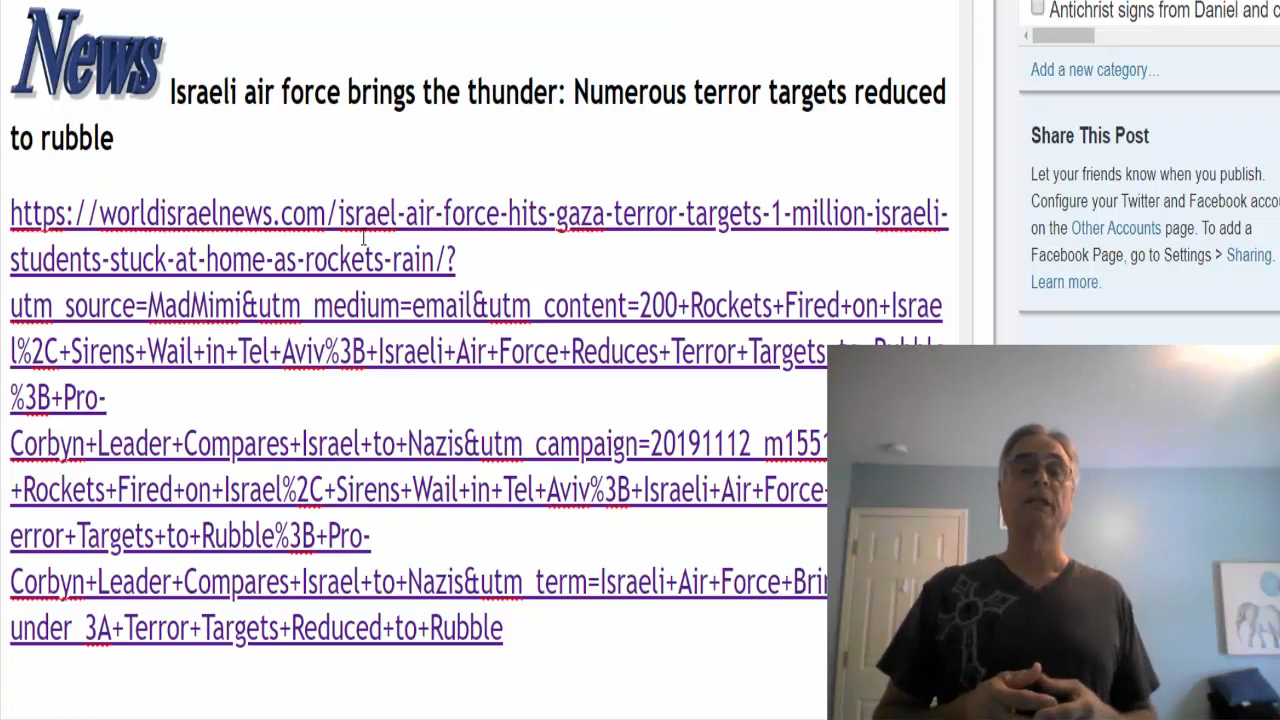 News Israeli air force brings the thunder: Numerous terror targets reduced
to rubble
https://worldisraelnews.com/israel-air-force-hits-gaza-terror-targets-1-million-israeli-
students-stuck-at-home-as-rockets-rain/?
utm_source=MadMimi&utm_medium=email&utm_content=200+Rockets+Fired+on+Israe
l%2C+Sirens+Wail+in+Tel+Aviv%3B+Israeli+Air+Force+Reduces+Terror+Targets+to+Rubble
%3B+Pro-
Corbyn+Leader+Compares+Israel+to+Nazis&utm_campaign=20191112_m1551
+Rockets+Fired+on+Israel%2C+Sirens+Wail+in+Tel+Aviv%3B+Israeli+Air+Force+
error+Targets+to+Rubble%3B+Pro-
Corbyn+Leader+Compares+Israel+to+Nazis&utm_term=Israeli+Air+Force+Brin
under_3A+Terror+Targets+Reduced+to+Rubble
Antichrist signs from Daniel and
Add a new category...
Share This Post
Let your friends know when you publish.
Configure your Twitter and Facebook acco
on the Other Accounts page. To add a
Facebook Page, go to Settings > Sharing.
Learn more.